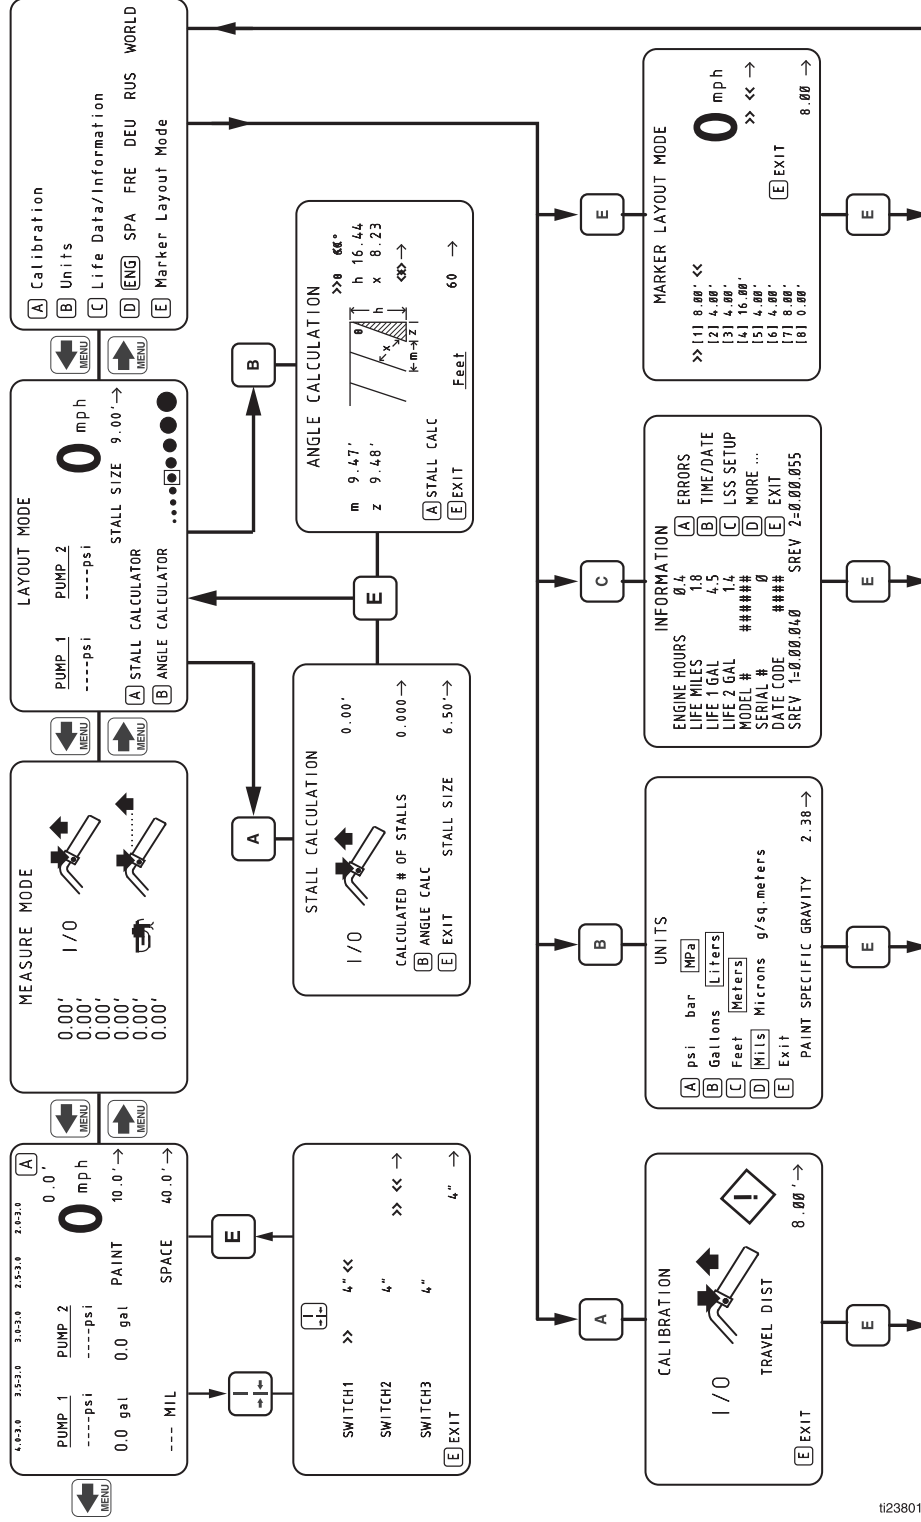 MENU
4.0-3.0 3.5-3.0 3.0-3.0 2.5-3.0 2.0-3.0
A
0.0'
PUMP 1 PUMP 2
----psi ----psi
0 mph
0.0 gal 0.0 gal PAINT 10.0'→
--- MIL SPACE 40.0'→
MENU
MENU
MEASURE MODE
0.00'
0.00'
0.00'
0.00'
0.00'
0.00'
I/O
MENU
MENU
LAYOUT MODE
PUMP 1 PUMP 2
----psi ----psi
0 mph
STALL SIZE 9.00'→
A STALL CALCULATOR
B ANGLE CALCULATOR
MENU
MENU
A Calibration
B Units
C Life Data/Information
D ENG SPA FRE DEU RUS WORLD
E Marker Layout Mode
E
SWITCH1 >> 4" <<
SWITCH2 4" >> << →
SWITCH3 4"
E EXIT 4" →
A
STALL CALCULATION
I/O 0.00'
CALCULATED # OF STALLS 0.000→
B ANGLE CALC
E EXIT STALL SIZE 6.50'→
E
B
ANGLE CALCULATION
m 9.47'
z 9.48'
θ
h
x
m z
h 16.44
x 8.23
A STALL CALC
E EXIT Feet 60 →
A
CALIBRATION
I/O
!
TRAVEL DIST 8.00'→
E EXIT
E
B
UNITS
A psi bar MPa
B Gallons Liters
C Feet Meters
D Mils Microns g/sq.meters
E Exit
PAINT SPECIFIC GRAVITY 2.38→
E
C
INFORMATION
ENGINE HOURS 0.4 A ERRORS
LIFE MILES 1.8 B TIME/DATE
LIFE 1 GAL 4.5 C LSS SETUP
LIFE 2 GAL 1.4 D MORE ...
MODEL # ######
SERIAL # 0 E EXIT
DATE CODE ####
SREV 1=0.00.040 SREV 2=0.00.055
E
E
MARKER LAYOUT MODE
>> [1] 8.00' <<
[2] 4.00'
[3] 4.00'
[4] 16.00'
[5] 4.00'
[6] 4.00'
[7] 8.00'
[8] 0.00'
0 mph
>> << →
E EXIT
8.00 →
E
ti23801